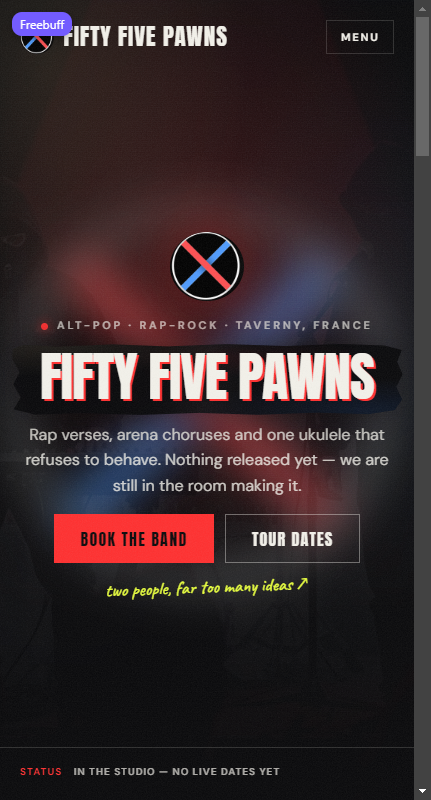 Freebuff
FIFTY FIVE PAWNS
MENU
ALT-POP · RAP-ROCK · TAVERNY, FRANCE
FIFTY FIVE PAWNS
Rap verses, arena choruses and one ukulele that
refuses to behave. Nothing released yet — we are
still in the room making it.
BOOK THE BAND
TOUR DATES
two people, far too many ideas ↗
STATUS IN THE STUDIO — NO LIVE DATES YET